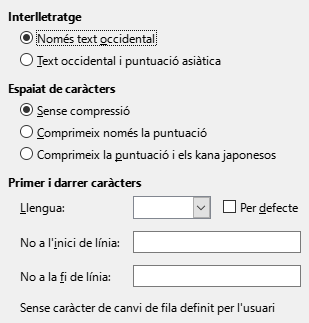 Interlletratge
Només text occidental
Text occidental i puntuació asiàtica
Espaiat de caràcters
Sense compressió
Comprimeix només la puntuació
Comprimeix la puntuació i els kana japonesos
Primer i darrer caràcters
Llengua: Per defecte
No a l'inici de línia:
No a la fi de línia:
Sense caràcter de canvi de fila definit per l'usuari